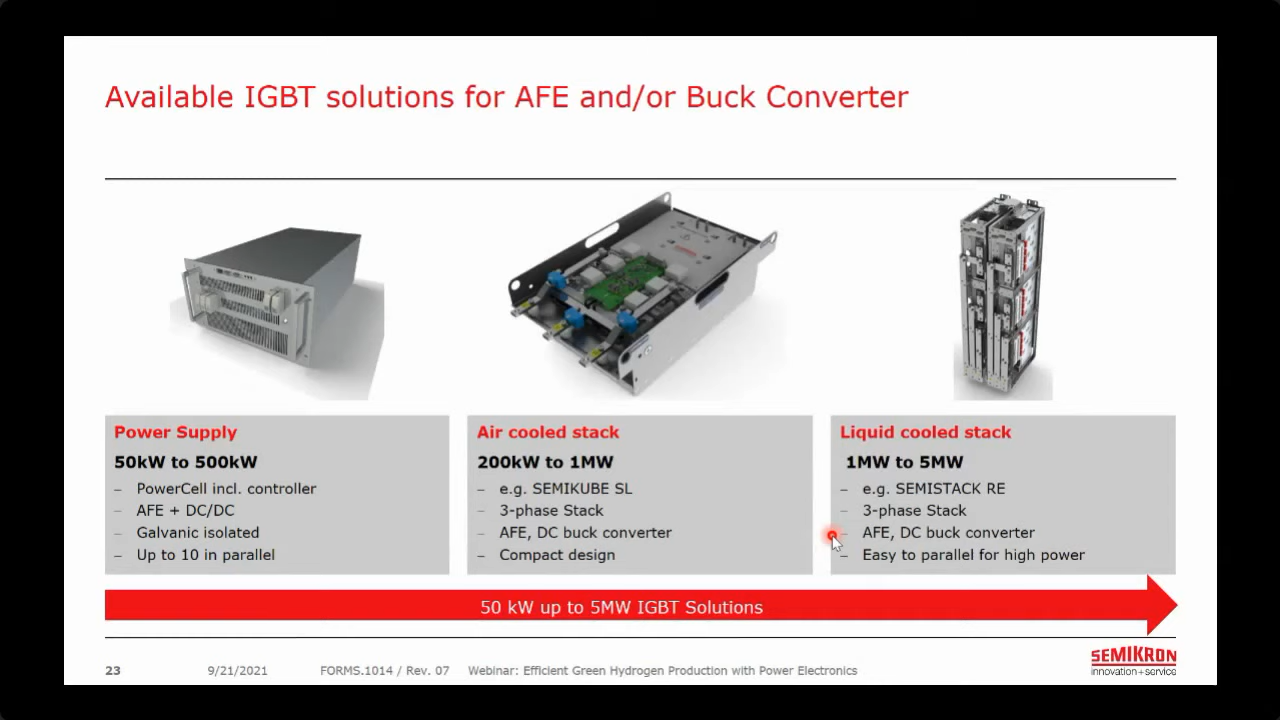 Available IGBT solutions for AFE and/or Buck Converter
Power Supply
50kW to 500kW
– PowerCell incl. controller
– AFE + DC/DC
– Galvanic isolated
– Up to 10 in parallel
Air cooled stack
200kW to 1MW
– e.g. SEMIKUBE SL
– 3-phase Stack
– AFE, DC buck converter
– Compact design
Liquid cooled stack
1MW to 5MW
– e.g. SEMISTACK RE
– 3-phase Stack
– AFE, DC buck converter
– Easy to parallel for high power
50 kW up to 5MW IGBT Solutions
23 9/21/2021 FORMS.1014 / Rev. 07 Webinar: Efficient Green Hydrogen Production with Power Electronics
SEMIKRON
innovation+service